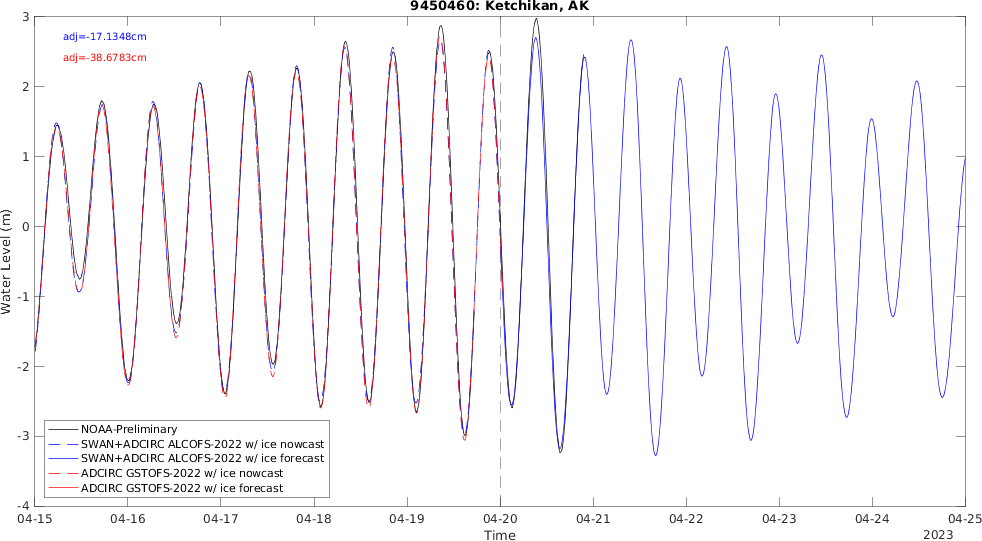 9450460: Ketchikan, AK
adj=-17.1348cm
adj=-38.6783cm
Water Level (m)
3
2
1
0
-1
-2
-3
-4
NOAA-Preliminary
SWAN+ADCIRC ALCOFS-2022 w/ ice nowcast
SWAN+ADCIRC ALCOFS-2022 w/ ice forecast
ADCIRC GSTOFS-2022 w/ ice nowcast
ADCIRC GSTOFS-2022 w/ ice forecast
04-15 04-16 04-17 04-18 04-19 04-20 04-21 04-22 04-23 04-24 04-25
Time
2023